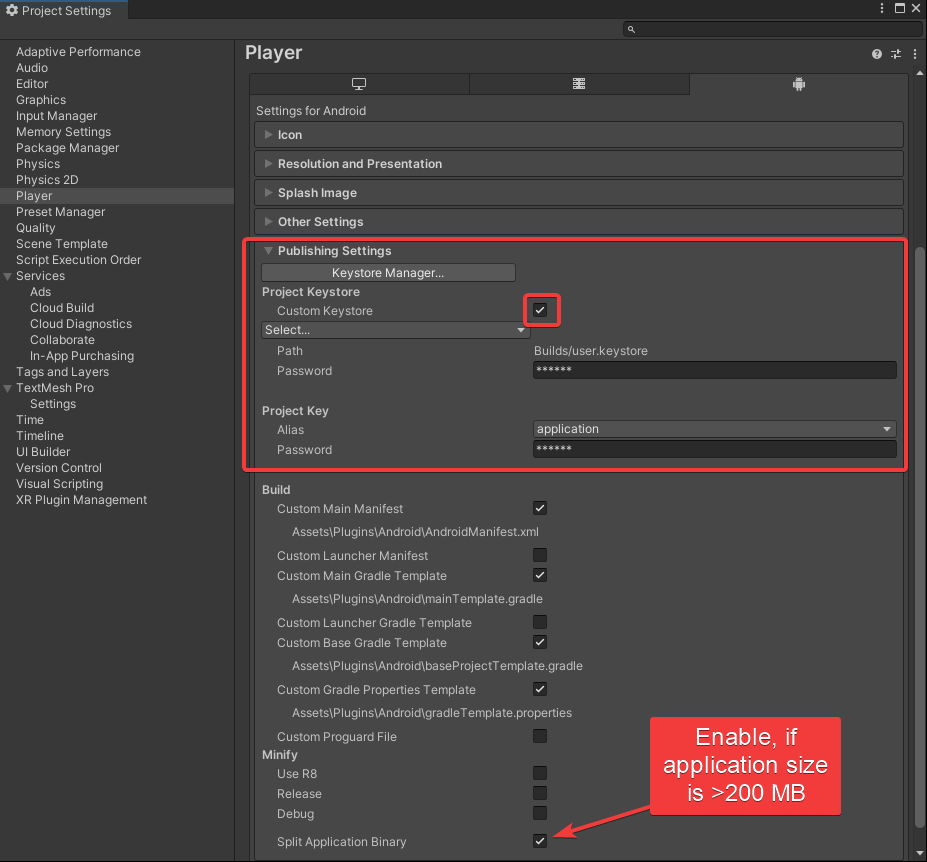 Project Settings
Adaptive Performance
Audio
Editor
Graphics
Input Manager
Memory Settings
Package Manager
Physics
Physics 2D
Player
Preset Manager
Quality
Scene Template
Script Execution Order
Services
Ads
Cloud Build
Cloud Diagnostics
Collaborate
In-App Purchasing
Tags and Layers
TextMesh Pro
Settings
Time
Timeline
UI Builder
Version Control
Visual Scripting
XR Plugin Management
Player
Settings for Android
Icon
Resolution and Presentation
Splash Image
Other Settings
Publishing Settings
Keystore Manager...
Project Keystore
Custom Keystore
Select...
Path Builds/user.keystore
Password ******
Project Key
Alias application
Password ******
Build
Custom Main Manifest
Assets\Plugins\Android\AndroidManifest.xml
Custom Launcher Manifest
Custom Main Gradle Template
Assets\Plugins\Android\mainTemplate.gradle
Custom Launcher Gradle Template
Custom Base Gradle Template
Assets\Plugins\Android\baseProjectTemplate.gradle
Custom Gradle Properties Template
Assets\Plugins\Android\gradleTemplate.properties
Custom Proguard File
Minify
Use R8
Release
Debug
Split Application Binary
Enable, if
application size
is >200 MB